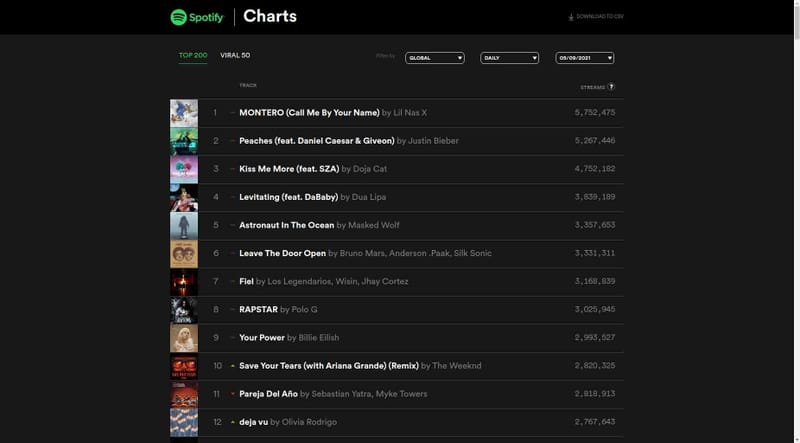 Spotify Charts
DOWNLOAD TO CSV
TOP 200 VIRAL 50 Filter by GLOBAL DAILY 05/09/2021
TRACK STREAMS ?
1 MONTERO (Call Me By Your Name) by Lil Nas X 5,752,475
2 Peaches (feat. Daniel Caesar & Giveon) by Justin Bieber 5,267,446
3 Kiss Me More (feat. SZA) by Doja Cat 4,752,182
4 Levitating (feat. DaBaby) by Dua Lipa 3,839,189
5 Astronaut In The Ocean by Masked Wolf 3,357,653
6 Leave The Door Open by Bruno Mars, Anderson .Paak, Silk Sonic 3,331,311
7 Fiel by Los Legendarios, Wisin, Jhay Cortez 3,168,839
8 RAPSTAR by Polo G 3,025,945
9 Your Power by Billie Eilish 2,993,527
10 Save Your Tears (with Ariana Grande) (Remix) by The Weeknd 2,820,325
11 Pareja Del Año by Sebastian Yatra, Myke Towers 2,818,913
12 deja vu by Olivia Rodrigo 2,767,643